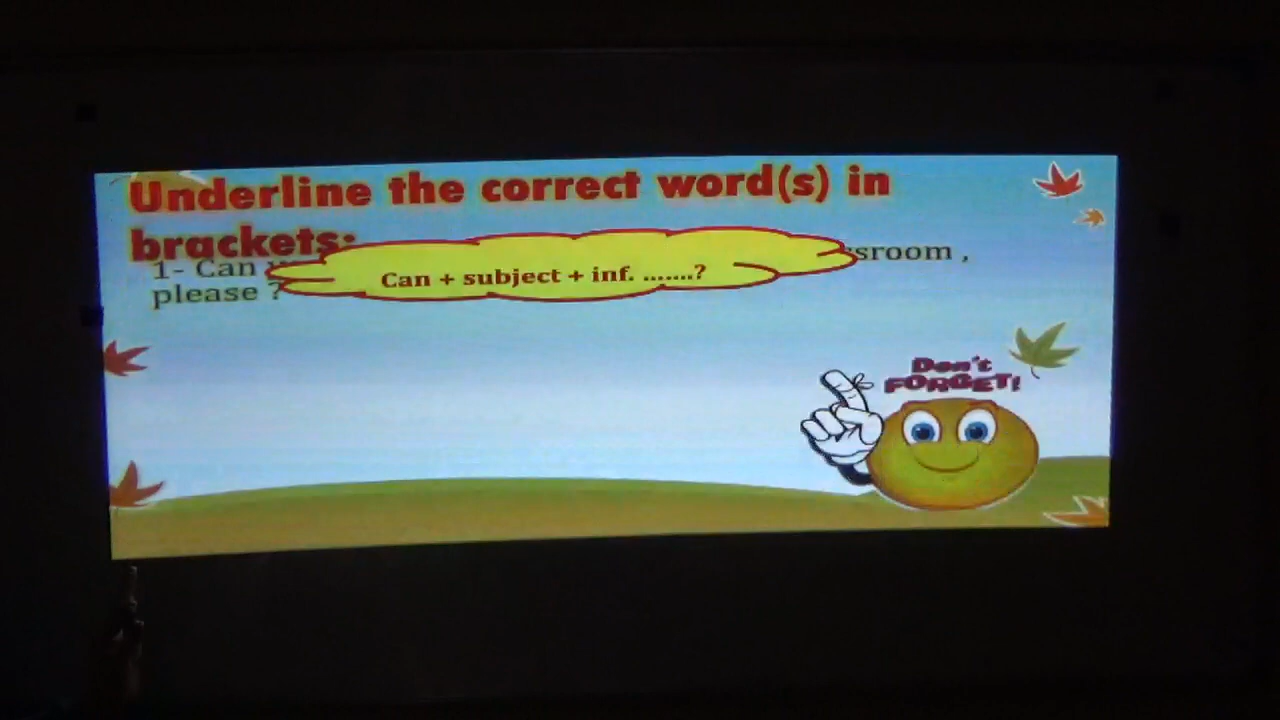 Underline the correct word(s) in
brackets:
1- Can
Can + subject + inf. .......?
ssroom ,
please ?
Don't
FORGET!